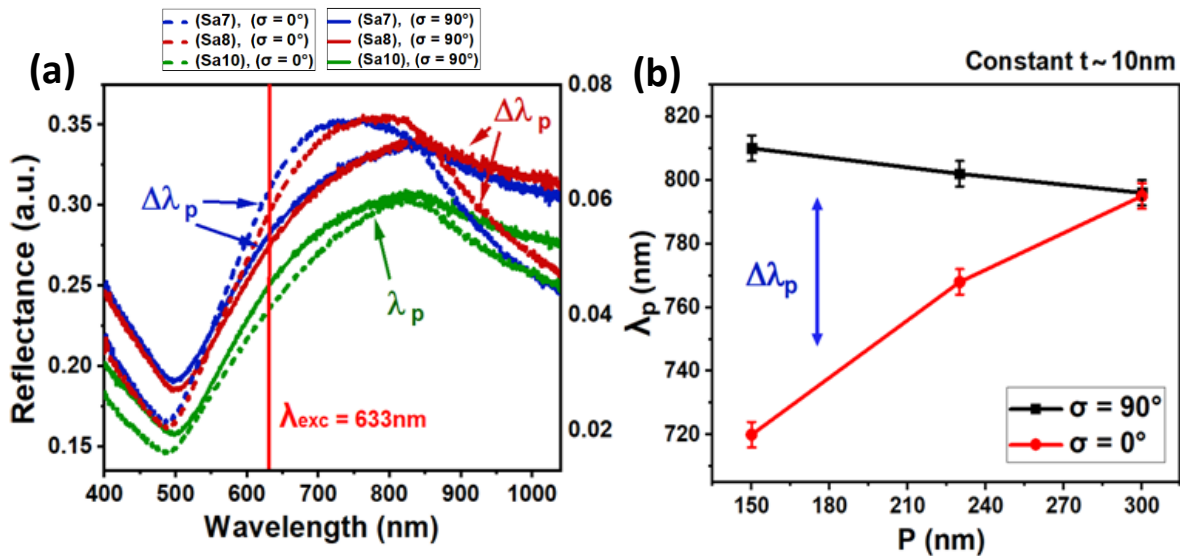 (Sa7), (σ = 0°)
(Sa8), (σ = 0°)
(Sa10), (σ = 0°)
(Sa7), (σ = 90°)
(Sa8), (σ = 90°)
(Sa10), (σ = 90°)
(a)
Reflectance (a.u.)
0.35
0.30
0.25
0.20
0.15
0.08
0.06
0.04
0.02
Δλp
Δλp
λp
λexc = 633nm
400 500 600 700 800 900 1000
Wavelength (nm)
(b)
Constant t ~ 10nm
λp (nm)
820
800
780
760
740
720
Δλp
σ = 90°
σ = 0°
150 180 210 240 270 300
P (nm)